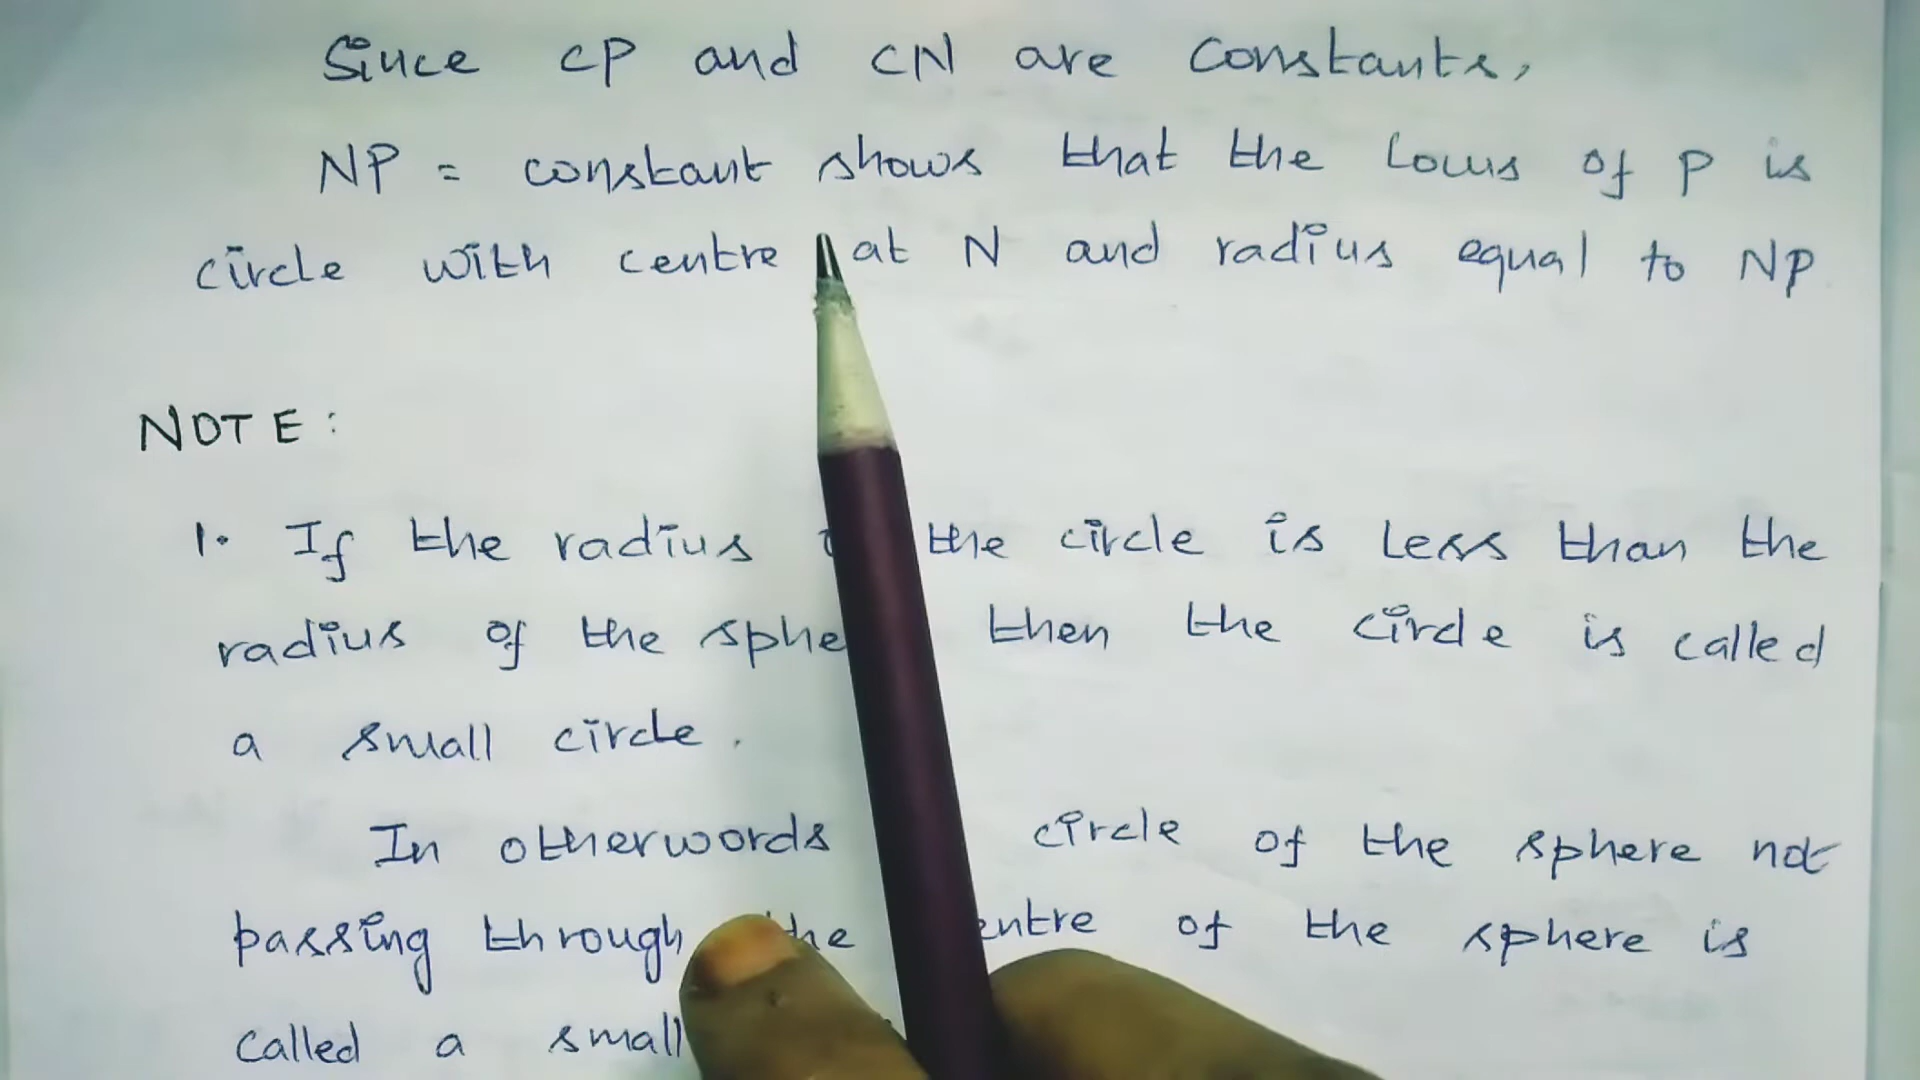 Since CP and CN are constants,
NP = constant shows that the Locus of P is
circle with centre at N and radius equal to NP
NOTE:
1. If the radius the circle is Less than the
radius of the sphe then the circle is called
a small circle.
In otherwords circle of the sphere not
passing through the entre of the sphere is
called a small